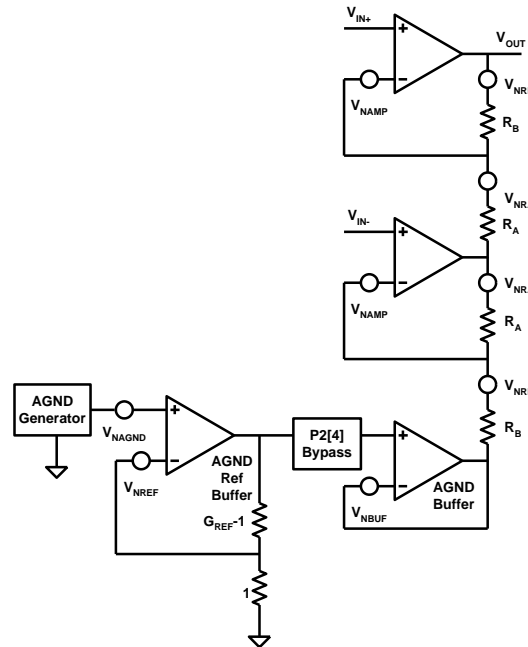 VIN+
VOUT
VNAMP
VNR
RB
VNR
RA
VIN-
VNR
VNAMP
RA
VNR
RB
AGND
Generator
VNAGND
VNREF
AGND
Ref
Buffer
P2[4]
Bypass
VNBUF
AGND
Buffer
GREF-1
1
+
−
+
−
+
−
+
−